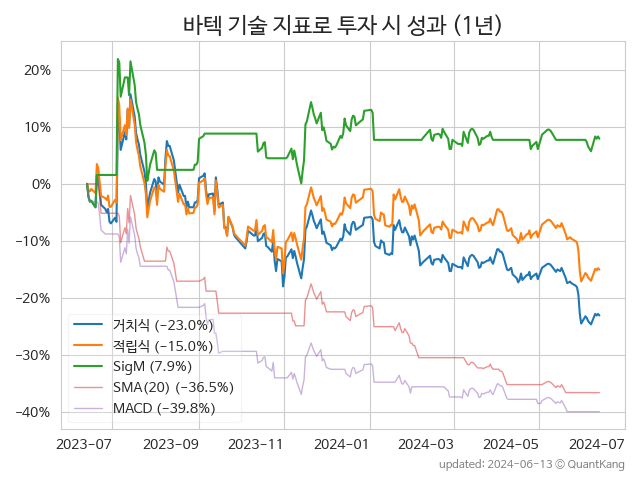 바텍 기술 지표로 투자 시 성과 (1년)
20%
10%
0%
−10%
−20%
−30%
−40%
거치식 (−23.0%)
적립식 (−15.0%)
SigM (7.9%)
SMA(20) (−36.5%)
MACD (−39.8%)
2023-07
2023-09
2023-11
2024-01
2024-03
2024-05
2024-07
updated: 2024-06-13 © QuantKang